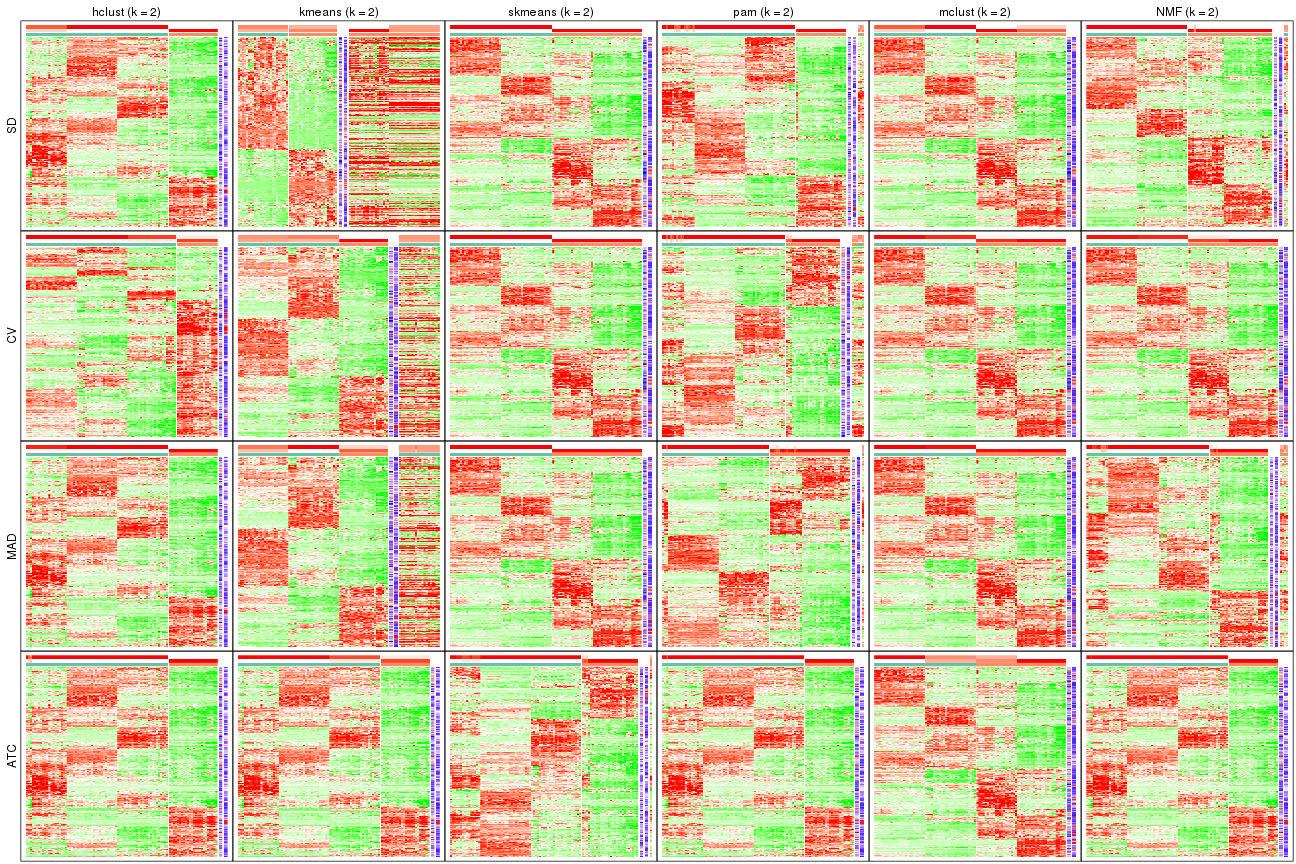 hclust (k = 2) kmeans (k = 2) skmeans (k = 2) pam (k = 2) mclust (k = 2) NMF (k = 2)
SD
CV
MAD
ATC